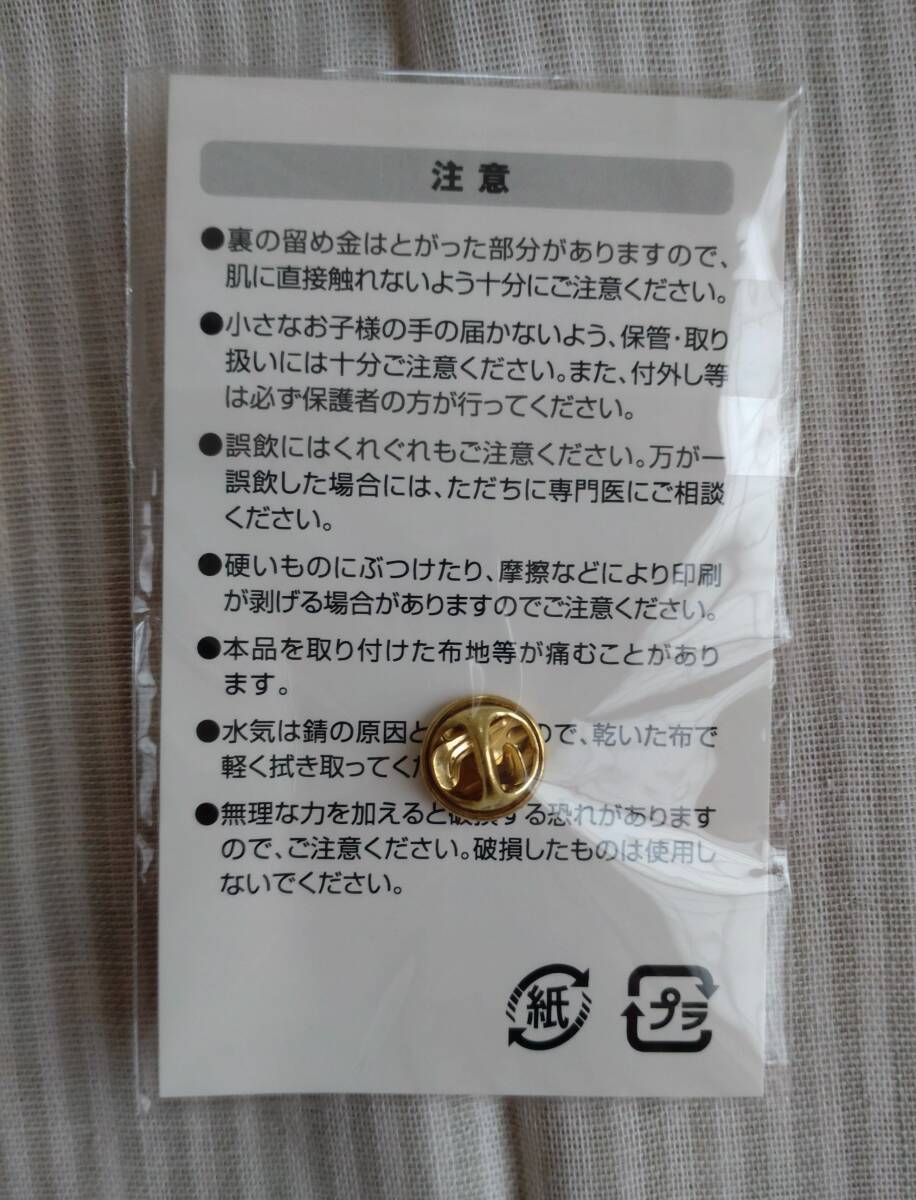 注意
●裏の留め金はとがった部分がありますので、
肌に直接触れないよう十分にご注意ください。
●小さなお子様の手の届かないよう、保管・取り
扱いには十分ご注意ください。また、付外し等
は必ず保護者の方が行ってください。
●誤飲にはくれぐれもご注意ください。万が一
誤飲した場合には、ただちに専門医にご相談
ください。
●硬いものにぶつけたり、摩擦などにより印刷
が剥げる場合がありますのでご注意ください。
●本品を取り付けた布地等が痛むことがあり
ます。
●水気は錆の原因と ので、乾いた布で
軽く拭き取ってくだ
●無理な力を加えると破損する恐れがあります
ので、ご注意ください。破損したものは使用し
ないでください。
紙 プラ